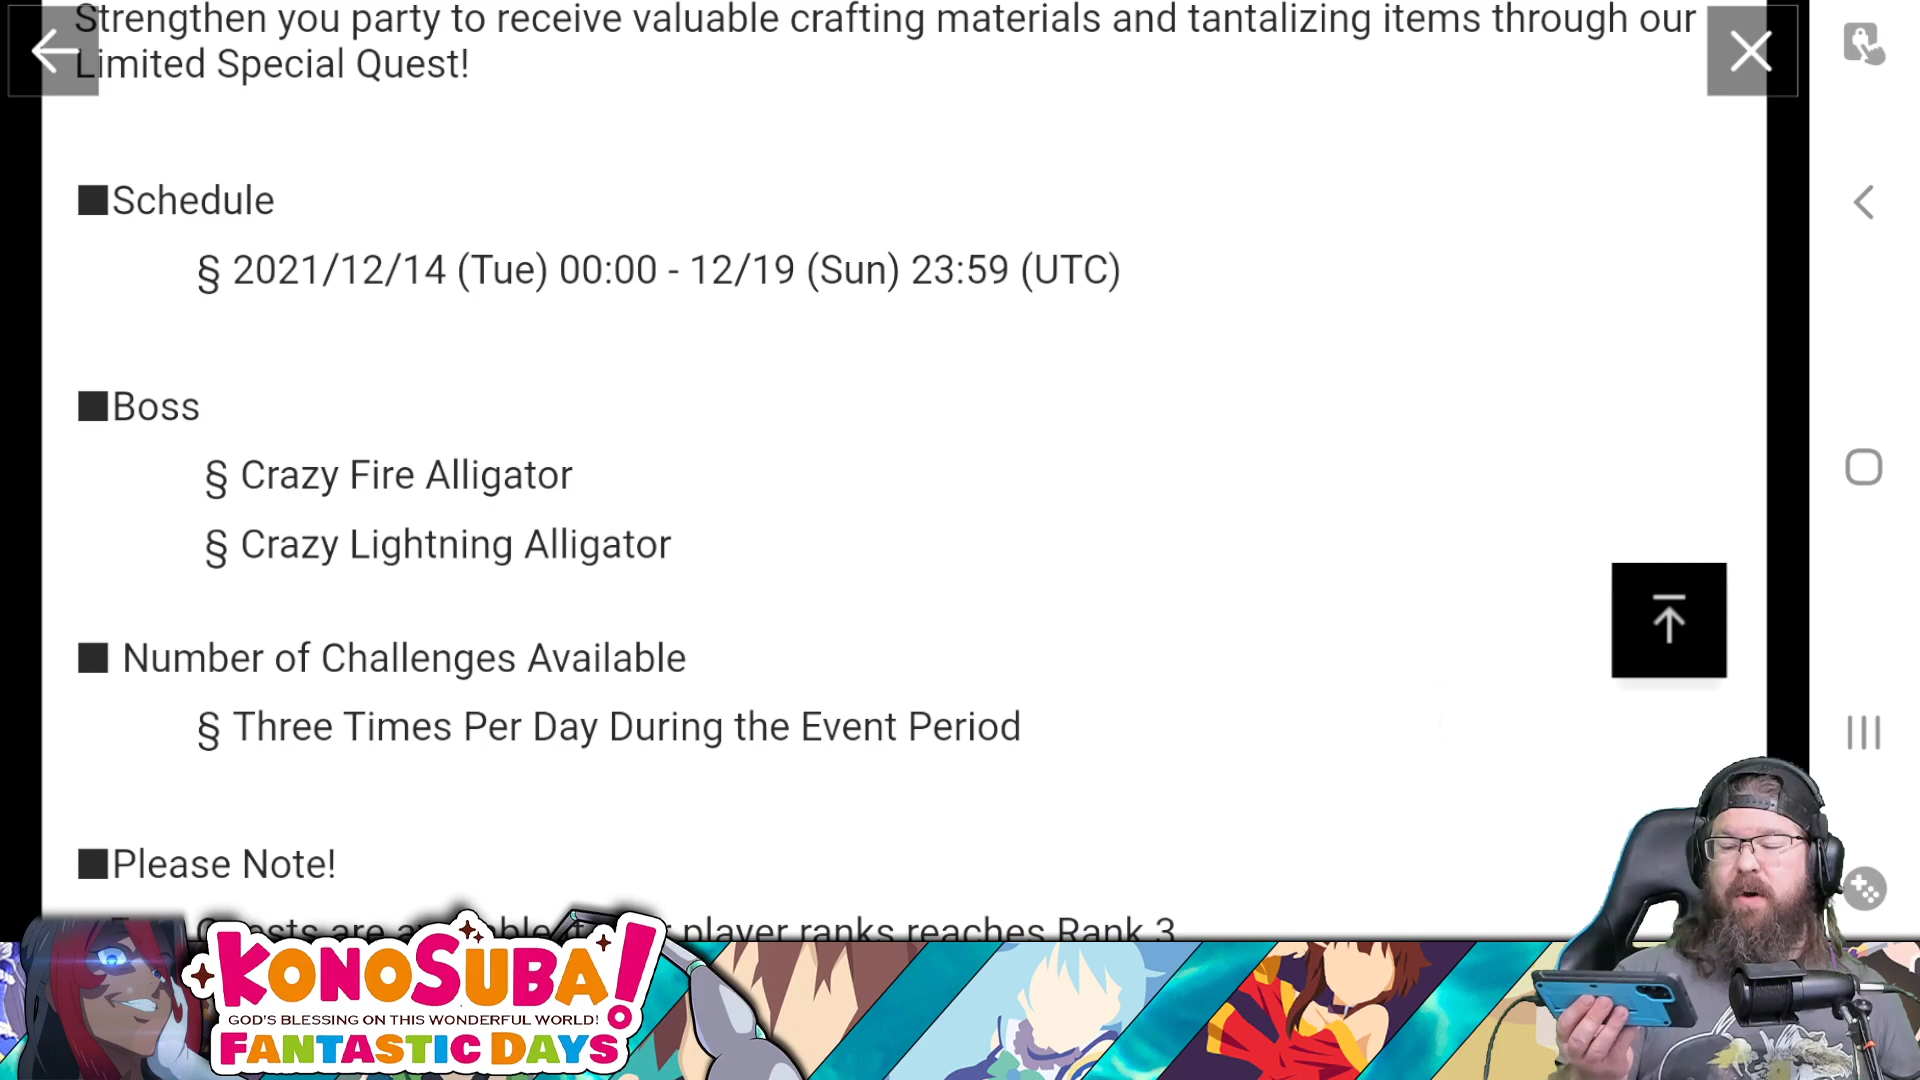 Strengthen you party to receive valuable crafting materials and tantalizing items through our
Limited Special Quest!
■Schedule
§ 2021/12/14 (Tue) 00:00 - 12/19 (Sun) 23:59 (UTC)
■Boss
§ Crazy Fire Alligator
§ Crazy Lightning Alligator
■ Number of Challenges Available
§ Three Times Per Day During the Event Period
■Please Note!
are player ranks reaches Rank 3
KONOSUBA!
GOD'S BLESSING ON THIS WONDERFUL WORLD!
FANTASTIC DAYS